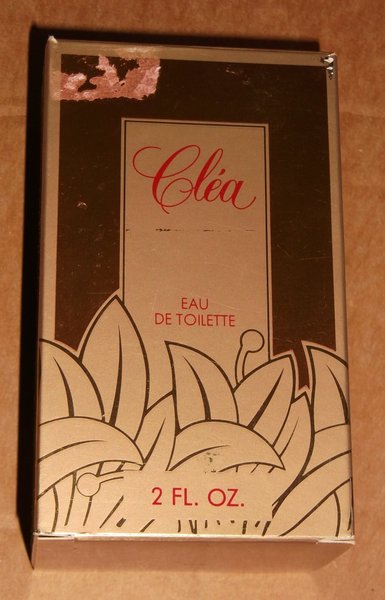 Cléa
EAU
DE TOILETTE
2 FL. OZ.